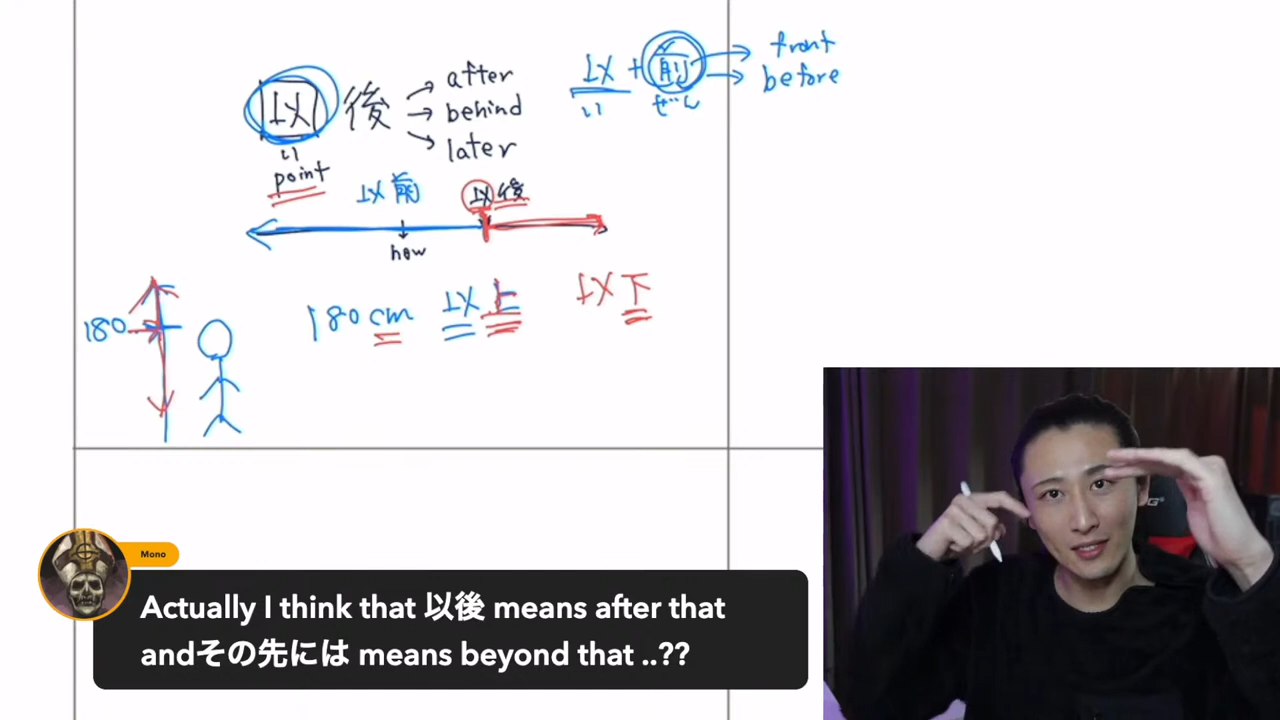 以後
い
point
after
behind
later
以+前
い
ぜん
front
before
以前
以後
now
180
180cm 以上
以下
Mono
Actually I think that 以後 means after that
andその先には means beyond that ..??